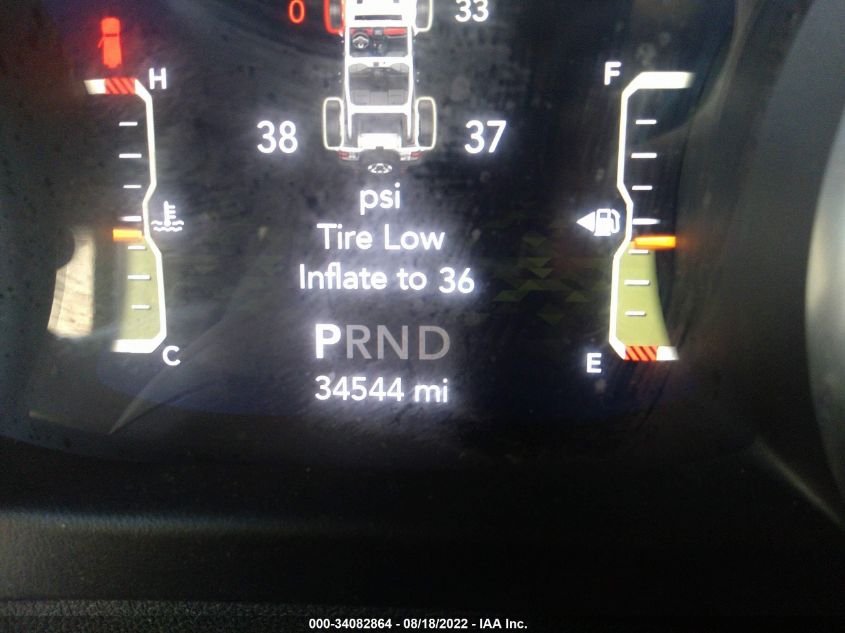 0 33
H F
38 37
psi
Tire Low
Inflate to 36
PRND
C E
34544 mi
000-34082864 - 08/18/2022 - IAA Inc.